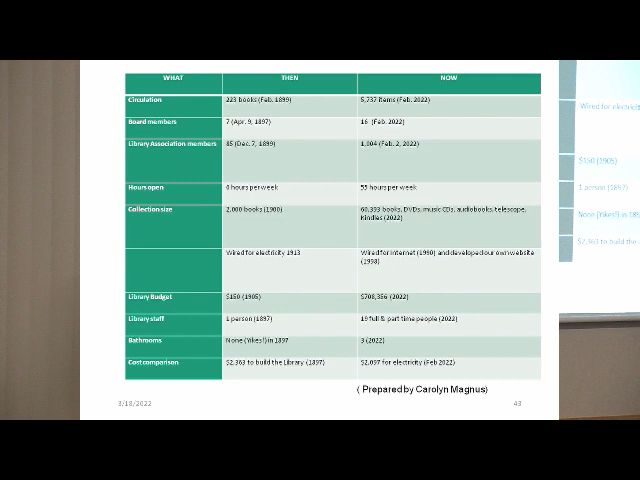 WHAT THEN NOW
Circulation 223 books (Feb. 1899) 5,737 items (Feb. 2022)
Board members 7 (Apr. 9, 1897) 16 (Feb. 2022)
Library Association members 85 (Dec. 7, 1899) 1,004 (Feb. 2, 2022)
Hours open 6 hours per week 55 hours per week
Collection size 2,000 books (1900) 60,393 books, DVDs, music CDs, audiobooks, telescope,
Kindles (2022)
Wired for electricity 1913 Wired for Internet (1990) and developed our own website
(1998)
Library Budget $150 (1905) $708,356 (2022)
Library staff 1 person (1897) 19 full & part time people (2022)
Bathrooms None (Yikes!) in 1897 3 (2022)
Cost comparison $2,363 to build the Library (1897) $2,097 for electricity (Feb 2022)
( Prepared by Carolyn Magnus)
3/18/2022 43
Wired for electricit
$150 (1905)
1 person (1897)
None (Yikes!) in 189
$2,363 to build the